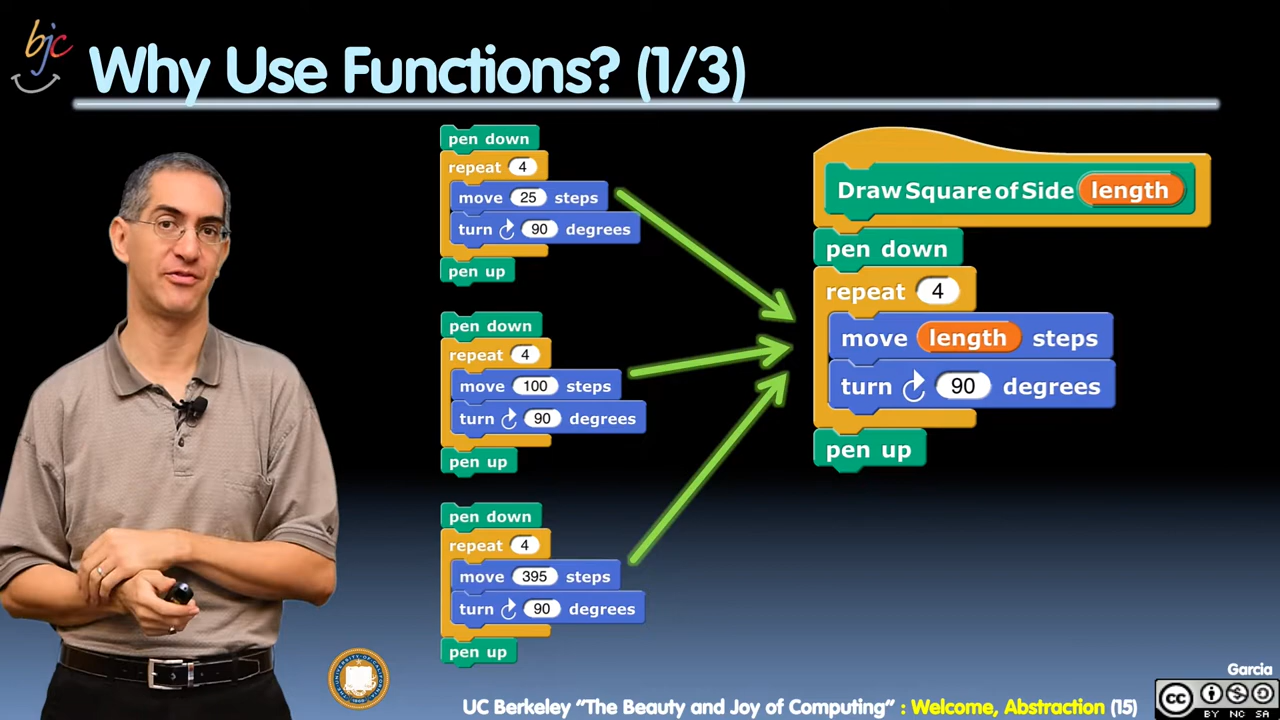 bjc
Why Use Functions? (1/3)
pen down
repeat 4
move 25 steps
turn ↻ 90 degrees
pen up
pen down
repeat 4
move 100 steps
turn ↻ 90 degrees
pen up
pen down
repeat 4
move 395 steps
turn ↻ 90 degrees
pen up
Draw Square of Side length
pen down
repeat 4
move length steps
turn ↻ 90 degrees
pen up
Garcia
UC Berkeley "The Beauty and Joy of Computing" : Welcome, Abstraction (15)
cc
BY NC SA